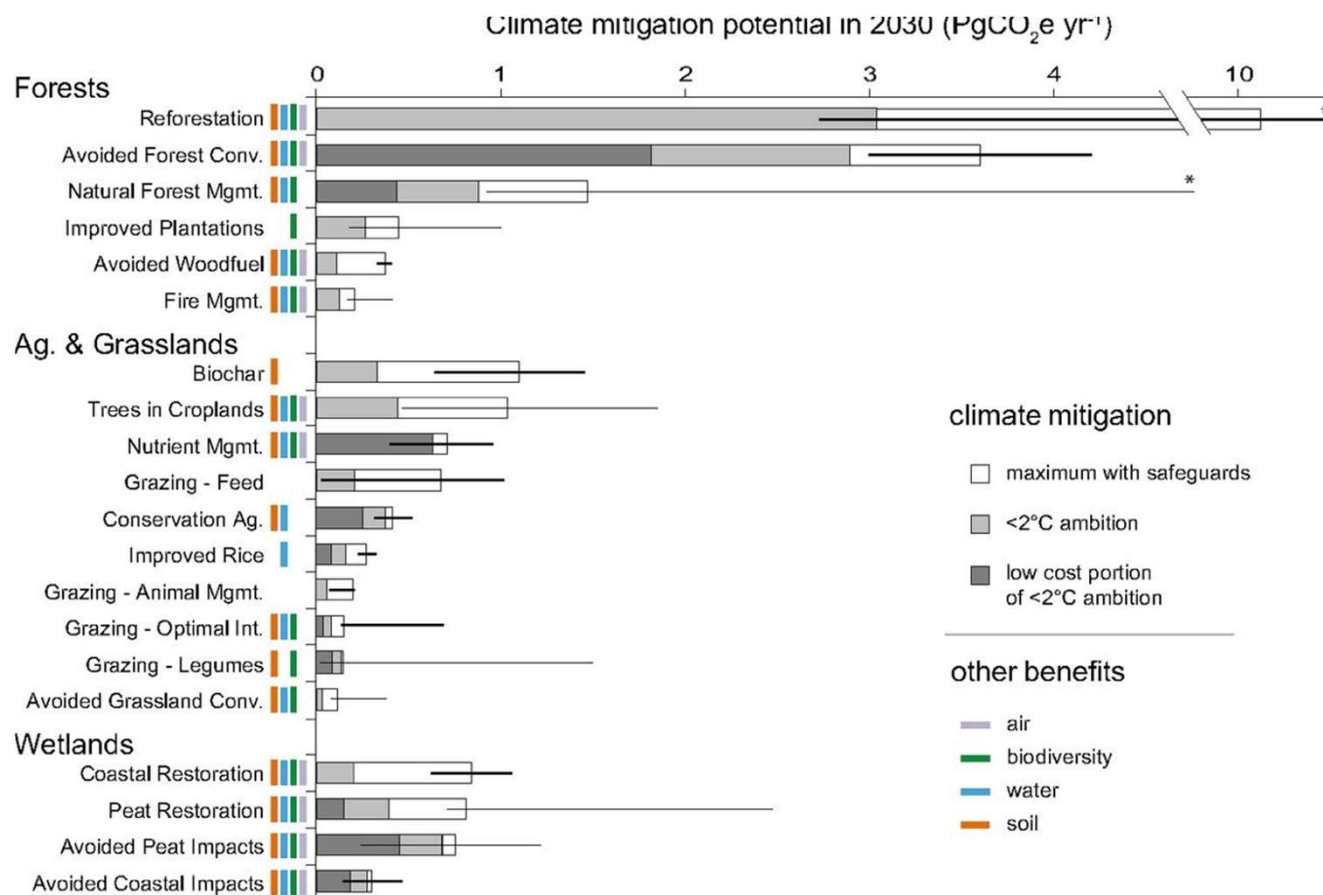 Climate mitigation potential in 2030 (PgCO₂e yr⁻¹)
0 1 2 3 4 10
Forests
Reforestation
Avoided Forest Conv.
Natural Forest Mgmt.
*
Improved Plantations
Avoided Woodfuel
Fire Mgmt.
Ag. & Grasslands
Biochar
Trees in Croplands
Nutrient Mgmt.
Grazing - Feed
Conservation Ag.
Improved Rice
Grazing - Animal Mgmt.
Grazing - Optimal Int.
Grazing - Legumes
Avoided Grassland Conv.
Wetlands
Coastal Restoration
Peat Restoration
Avoided Peat Impacts
Avoided Coastal Impacts
climate mitigation
maximum with safeguards
<2°C ambition
low cost portion
of <2°C ambition
other benefits
air
biodiversity
water
soil